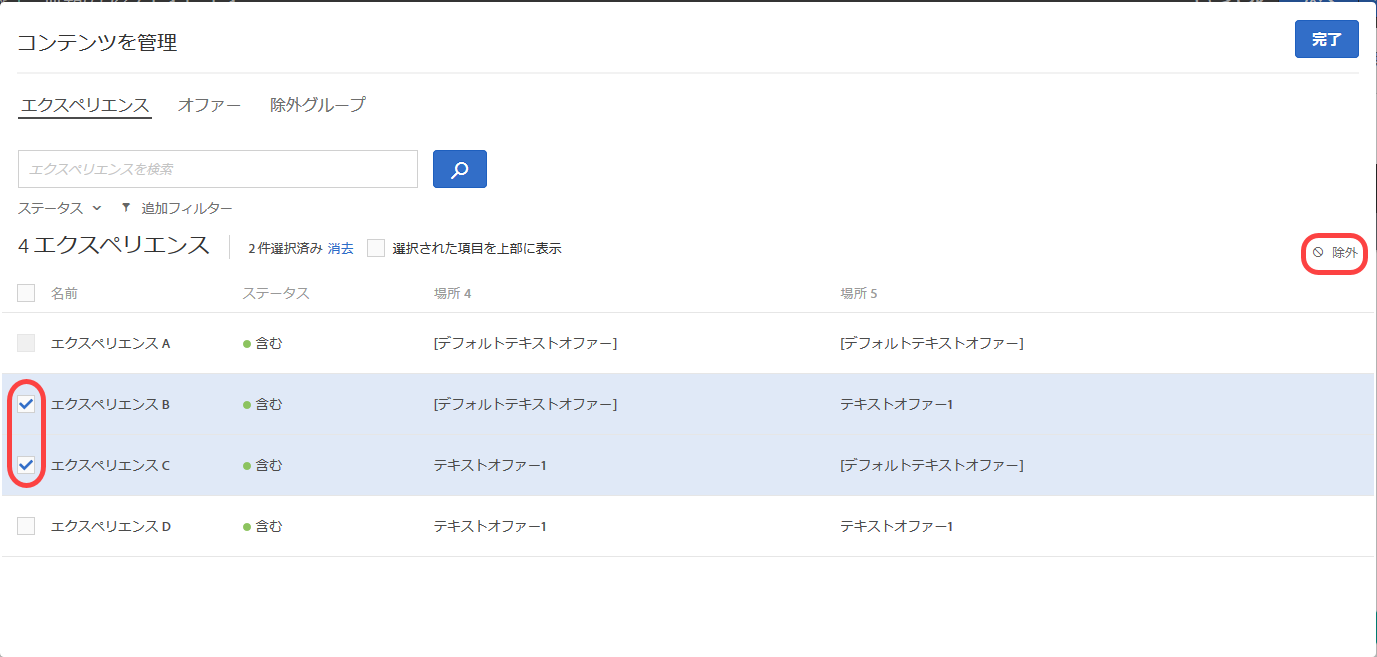 コンテンツを管理
完了
エクスペリエンス オファー 除外グループ
エクスペリエンスを検索
ステータス 追加フィルター
4 エクスペリエンス 2 件選択済み 消去 選択された項目を上部に表示 除外
名前 ステータス 場所 4 場所 5
エクスペリエンス A 含む [デフォルトテキストオファー] [デフォルトテキストオファー]
エクスペリエンス B 含む [デフォルトテキストオファー] テキストオファー1
エクスペリエンス C 含む テキストオファー1 [デフォルトテキストオファー]
エクスペリエンス D 含む テキストオファー1 テキストオファー1